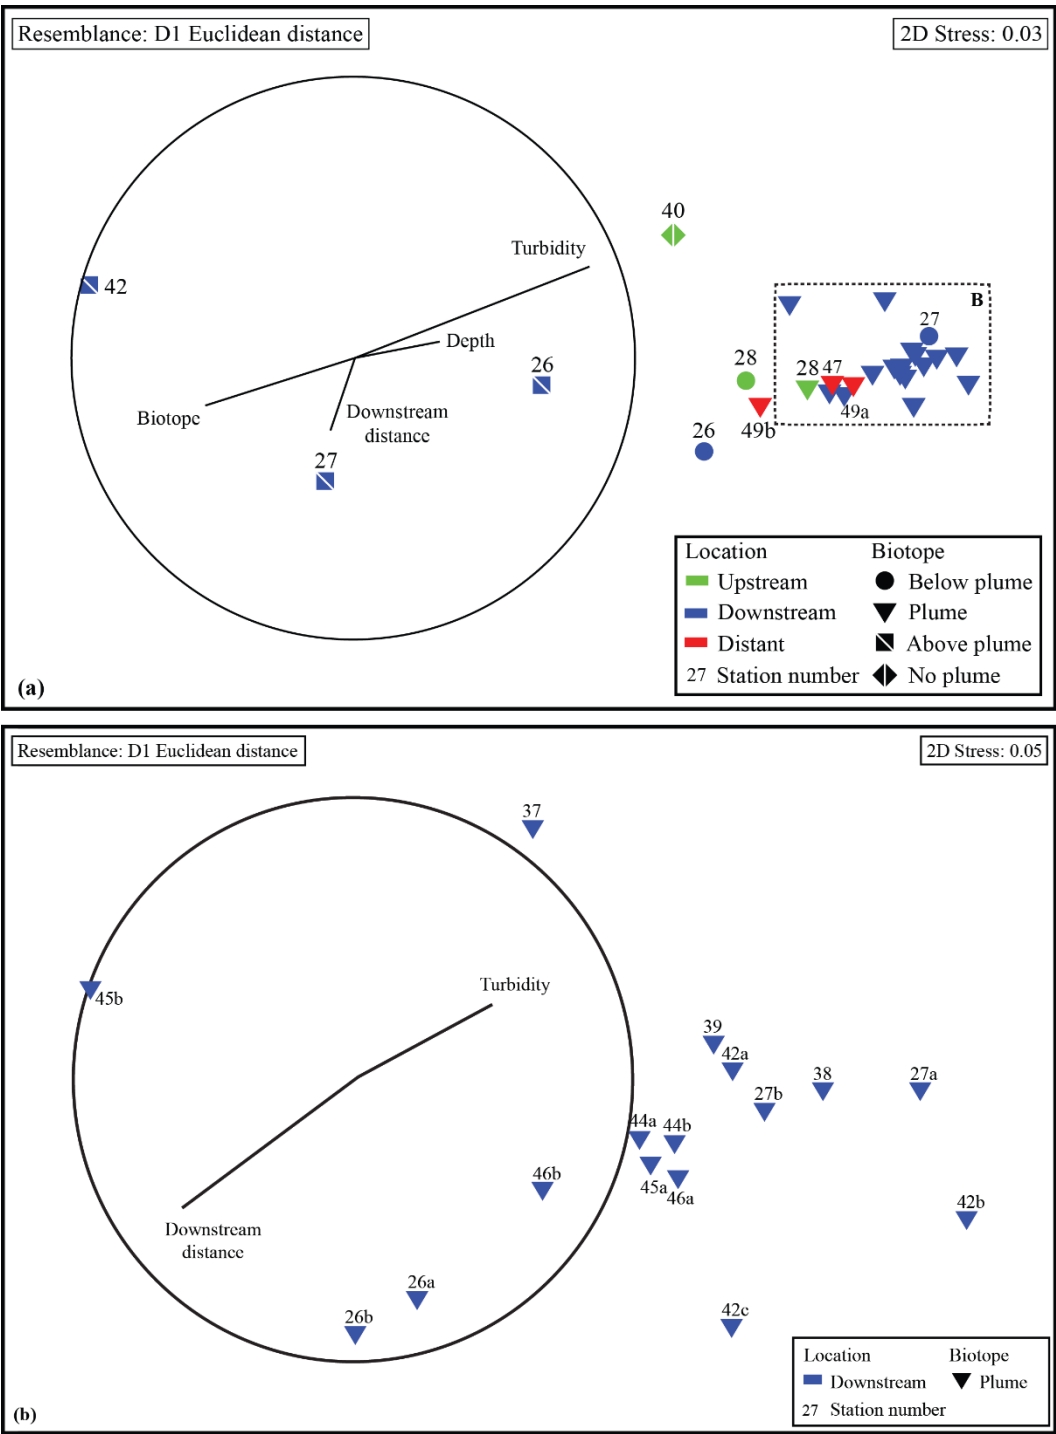 Resemblance: D1 Euclidean distance
2D Stress: 0.03
40
Turbidity
42
B
27
Depth
26
28
28
47
Biotope
Downstream
distance
49a
49b
26
27
Location
Biotope
Upstream
Below plume
Downstream
Plume
Distant
Above plume
27 Station number
No plume
(a)
Resemblance: D1 Euclidean distance
2D Stress: 0.05
37
Turbidity
45b
39
42a
38
27a
27b
44a
44b
46b
45a
46a
42b
Downstream
distance
26a
26b
42c
Location
Biotope
Downstream
Plume
27 Station number
(b)